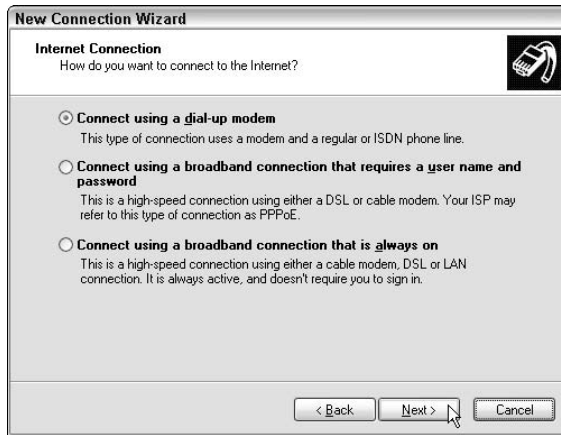 New Connection Wizard
Internet Connection
How do you want to connect to the Internet?
Connect using a dial-up modem
This type of connection uses a modem and a regular or ISDN phone line.
Connect using a broadband connection that requires a user name and
password
This is a high-speed connection using either a DSL or cable modem. Your ISP may
refer to this type of connection as PPPoE.
Connect using a broadband connection that is always on
This is a high-speed connection using either a cable modem, DSL or LAN
connection. It is always active, and doesn't require you to sign in.
< Back
Next >
Cancel